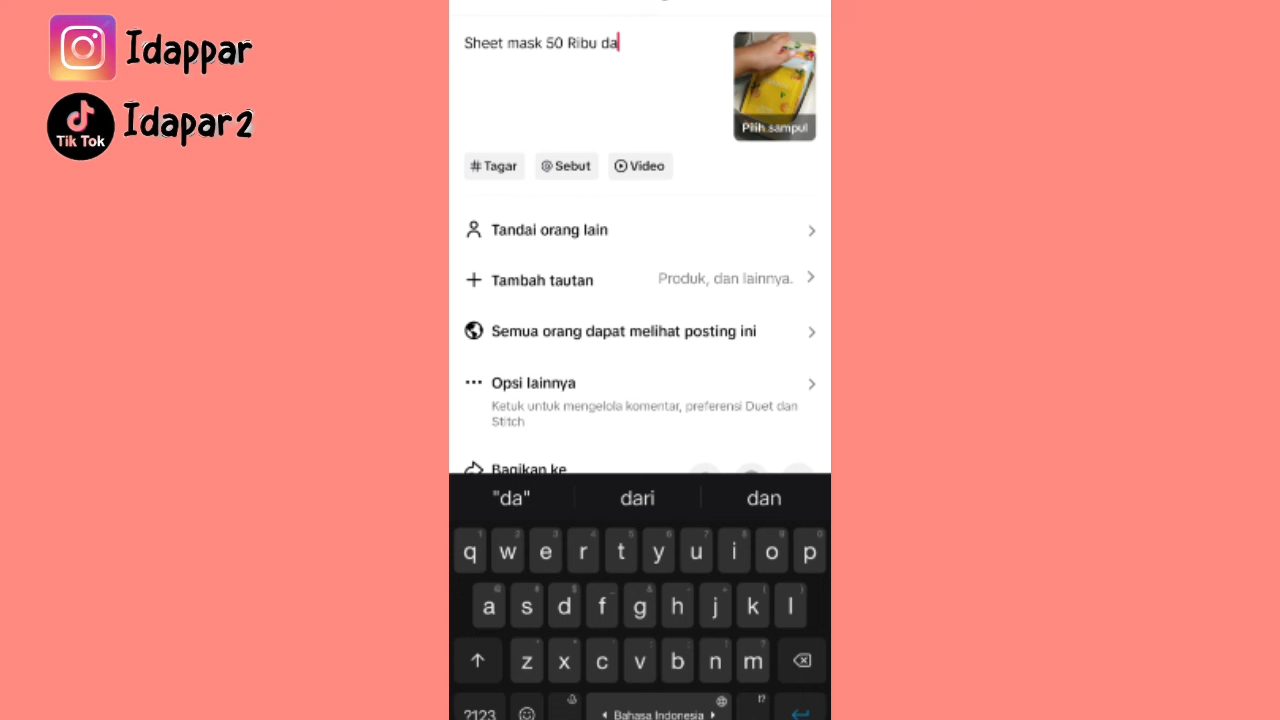 Idappar
Tik Tok
Idapar2
Sheet mask 50 Ribu da
Pilih sampul
# Tagar
@ Sebut
Video
Tandai orang lain
Tambah tautan
Produk, dan lainnya.
Semua orang dapat melihat posting ini
Opsi lainnya
Ketuk untuk mengelola komentar, preferensi Duet dan
Stitch
Bagikan ke
"da" dari dan
q w e r t y u i o p
a s d f g h j k l
z x c v b n m
?123 Bahasa Indonesia